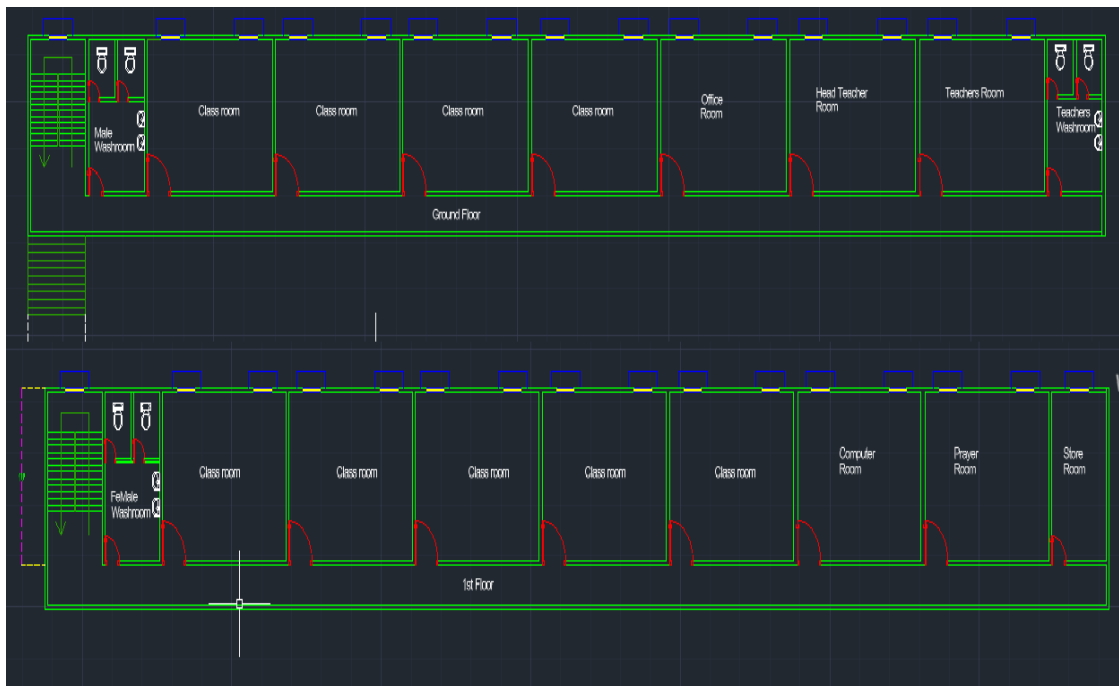 Class room
Class room
Class room
Class room
Office
Room
Head Teacher
Room
Teachers Room
Teachers
Washroom
Male
Washroom
Ground Floor
FeMale
Washroom
Class room
Class room
Class room
Class room
Class room
Computer
Room
Prayer
Room
Store
Room
1st Floor